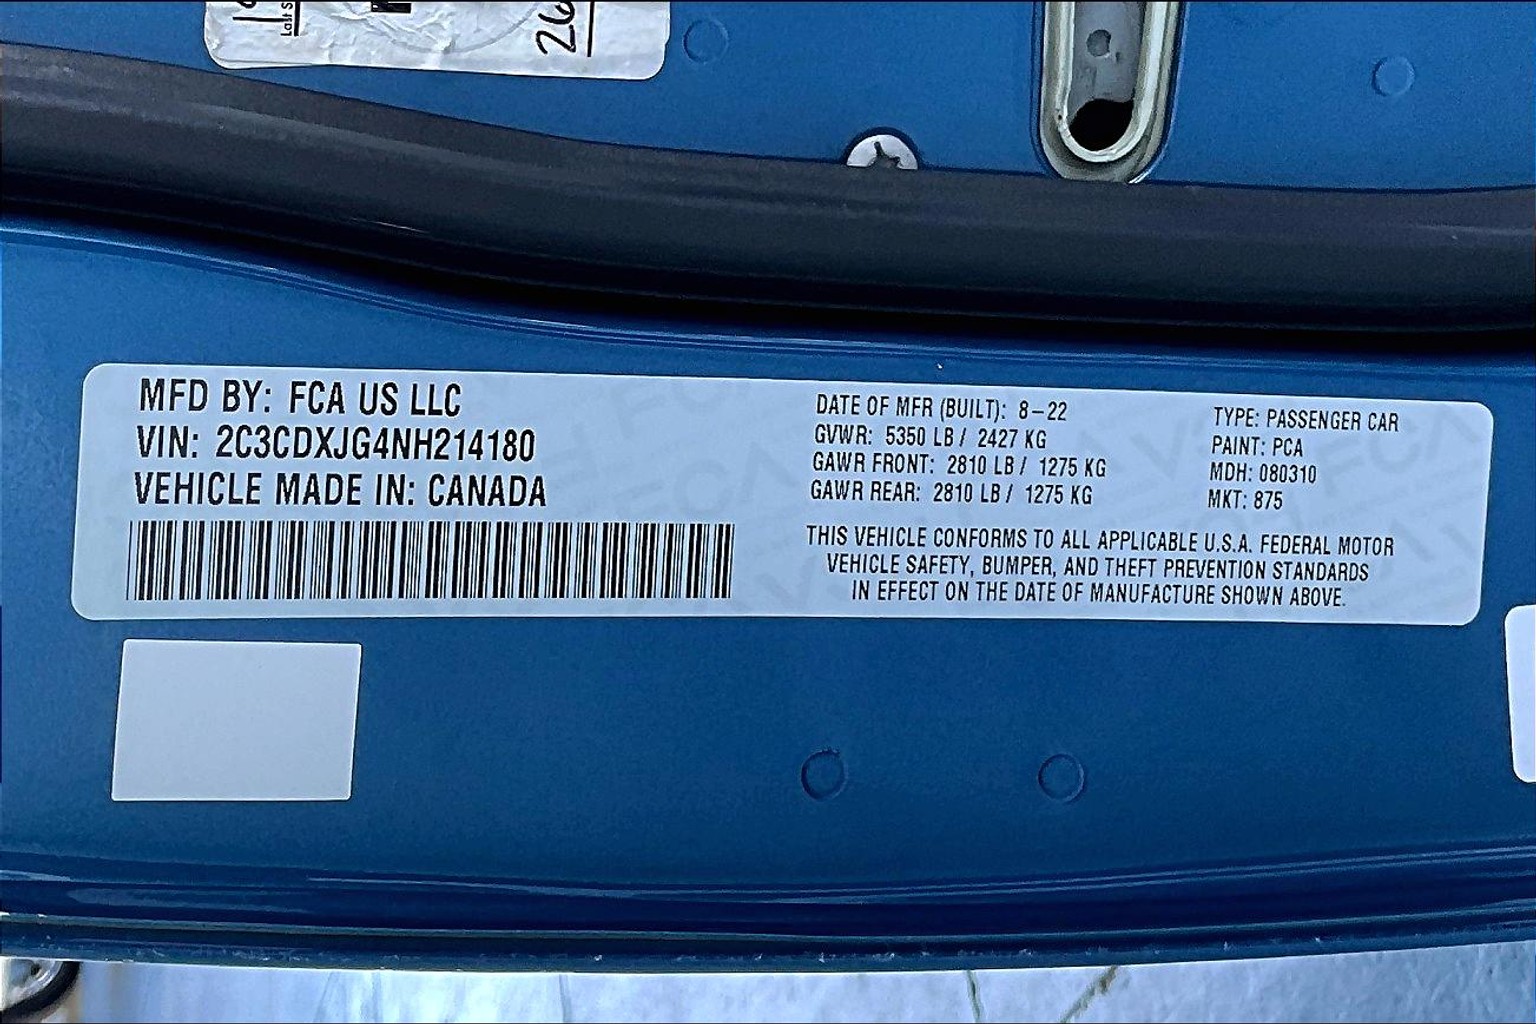 Last S
26
MFD BY: FCA US LLC
VIN: 2C3CDXJG4NH214180
VEHICLE MADE IN: CANADA
DATE OF MFR (BUILT): 8-22
GVWR: 5350 LB / 2427 KG
GAWR FRONT: 2810 LB / 1275 KG
GAWR REAR: 2810 LB / 1275 KG
TYPE: PASSENGER CAR
PAINT: PCA
MDH: 080310
MKT: 875
THIS VEHICLE CONFORMS TO ALL APPLICABLE U.S.A. FEDERAL MOTOR
VEHICLE SAFETY, BUMPER, AND THEFT PREVENTION STANDARDS
IN EFFECT ON THE DATE OF MANUFACTURE SHOWN ABOVE.